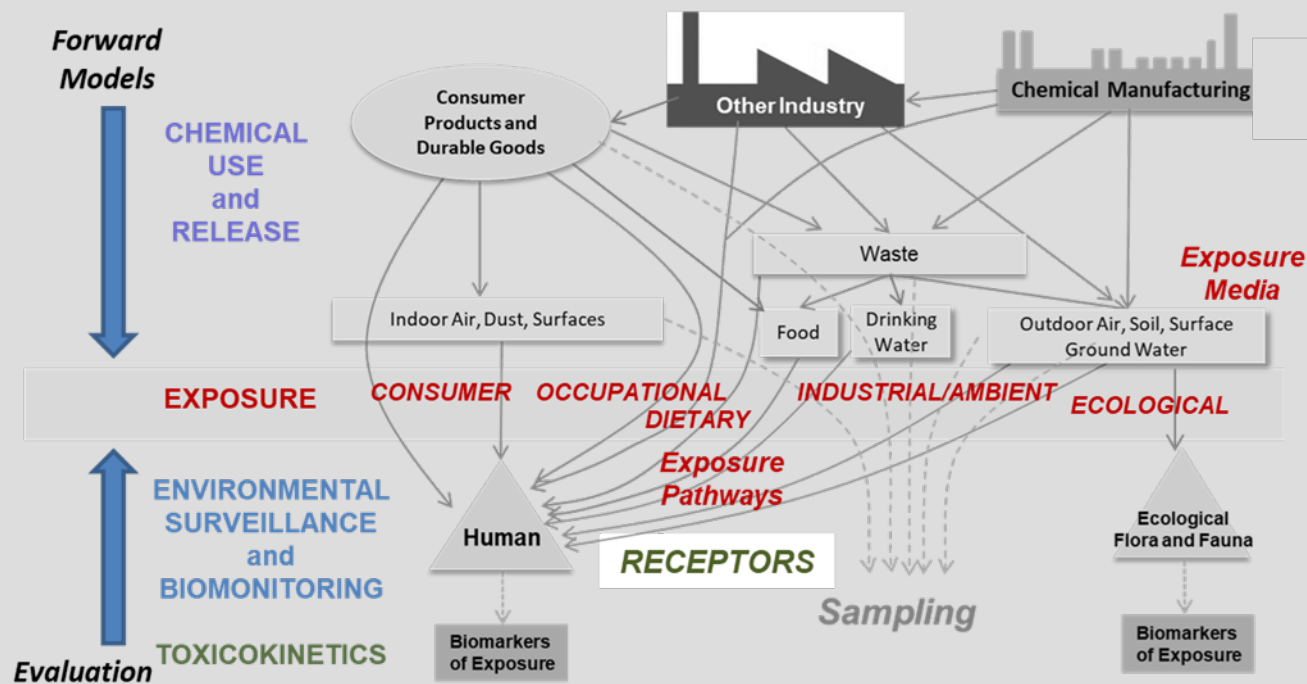 Forward
Models
CHEMICAL
USE
and
RELEASE
Consumer
Products and
Durable Goods
Other Industry
Chemical Manufacturing
Waste
Exposure
Media
Indoor Air, Dust, Surfaces
Food
Drinking
Water
Outdoor Air, Soil, Surface
Ground Water
EXPOSURE
CONSUMER
OCCUPATIONAL
DIETARY
INDUSTRIAL/AMBIENT
ECOLOGICAL
ENVIRONMENTAL
SURVEILLANCE
and
BIOMONITORING
Exposure
Pathways
Human
RECEPTORS
Ecological
Flora and Fauna
Sampling
TOXICOKINETICS
Biomarkers
of Exposure
Biomarkers
of Exposure
Evaluation